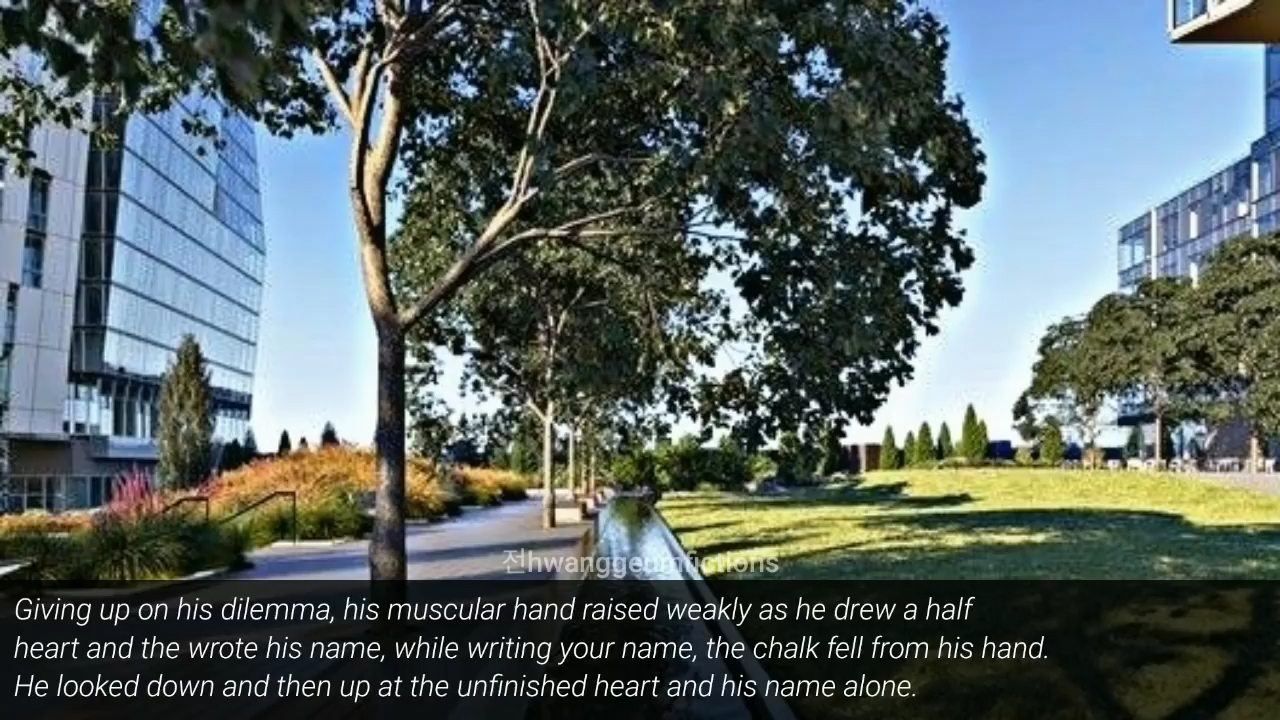 전hwanggeumfictions
Giving up on his dilemma, his muscular hand raised weakly as he drew a half
heart and the wrote his name, while writing your name, the chalk fell from his hand.
He looked down and then up at the unfinished heart and his name alone.